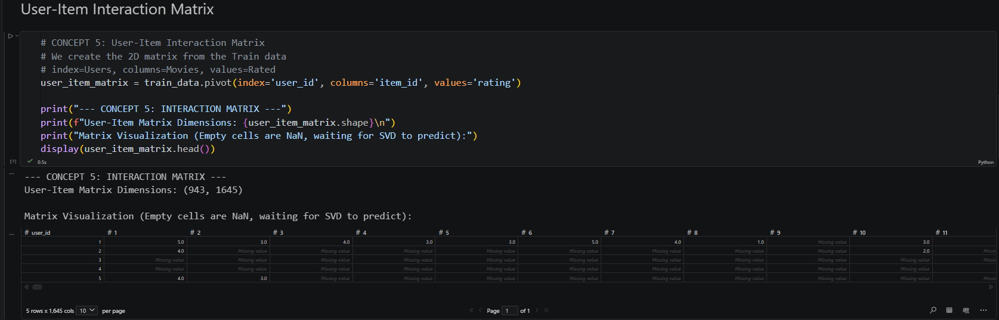 User-Item Interaction Matrix
# CONCEPT 5: User-Item Interaction Matrix
# We create the 2D matrix from the Train data
# index=Users, columns=Movies, values=Rated
user_item_matrix = train_data.pivot(index='user_id', columns='item_id', values='rating')
print("--- CONCEPT 5: INTERACTION MATRIX ---")
print(f"User-Item Matrix Dimensions: {user_item_matrix.shape}\n")
print("Matrix Visualization (Empty cells are NaN, waiting for SVD to predict):")
display(user_item_matrix.head())
[7] 0.5s Python
--- CONCEPT 5: INTERACTION MATRIX ---
User-Item Matrix Dimensions: (943, 1645)
Matrix Visualization (Empty cells are NaN, waiting for SVD to predict):
# user_id # 1 # 2 # 3 # 4 # 5 # 6 # 7 # 8 # 9 # 10 # 11
1 5.0 3.0 4.0 3.0 3.0 5.0 4.0 1.0 Missing value 3.0
2 4.0 Missing value Missing value Missing value Missing value Missing value Missing value Missing value Missing value 2.0 Missin
3 Missing value Missing value Missing value Missing value Missing value Missing value Missing value Missing value Missing value Missing value Missin
4 Missing value Missing value Missing value Missing value Missing value Missing value Missing value Missing value Missing value Missing value
5 4.0 3.0 Missing value Missing value Missing value Missing value Missing value Missing value Missing value Missing value Missin
5 rows x 1,645 cols 10 per page Page 1 of 1